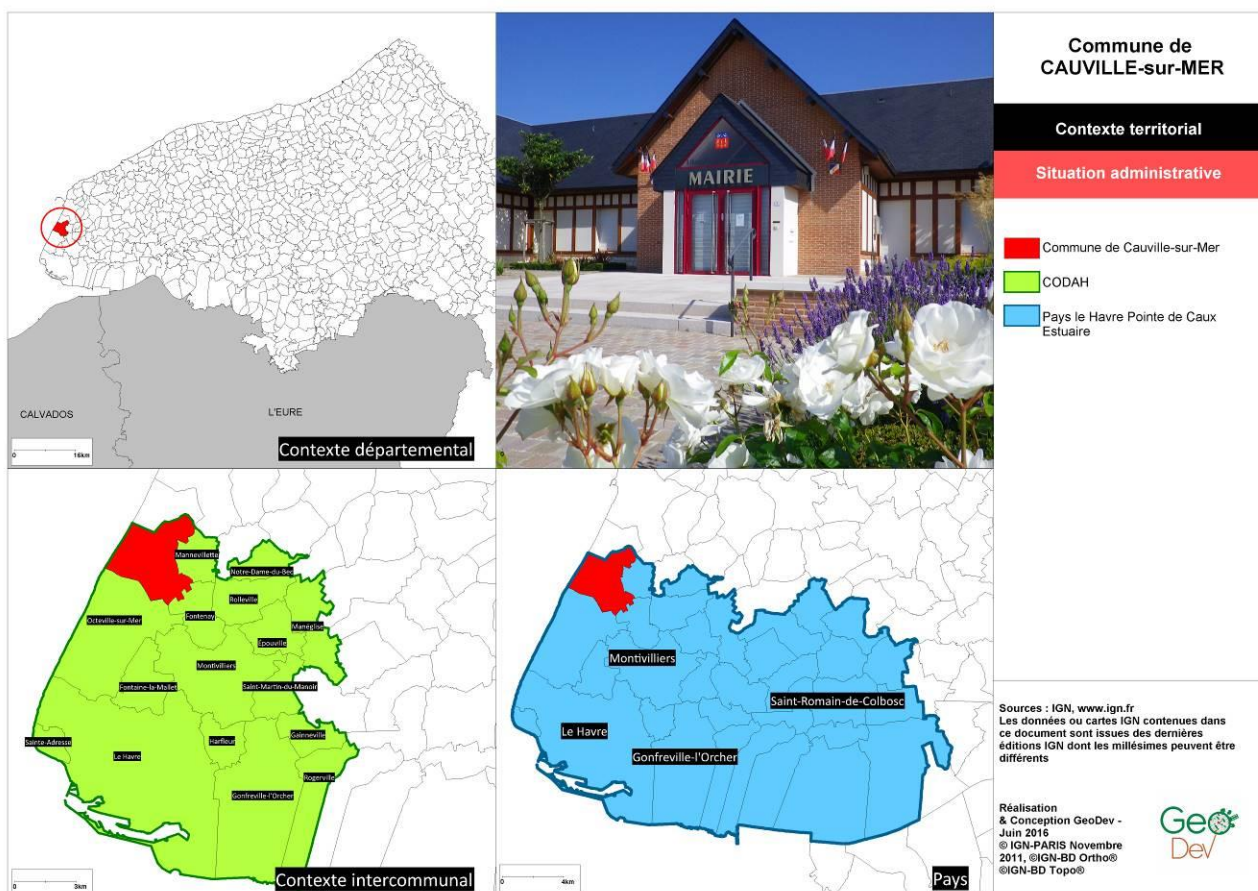 Commune de
CAUVILLE-sur-MER
Contexte territorial
Situation administrative
Commune de Cauville-sur-Mer
CODAH
Pays le Havre Pointe de Caux
Estuaire
MAIRIE
CALVADOS
L'EURE
0 16km
Contexte départemental
Mannevillette
Notre-Dame-du-Bec
Rolleville
Octeville-sur-Mer
Fontenay
Manéglise
Epouville
Montivilliers
Fontaine-la-Mallet
Saint-Martin-du-Manoir
Sainte-Adresse
Le Havre
Harfleur
Gainneville
Rogerville
Gonfreville-l'Orcher
0 3km
Contexte intercommunal
Montivilliers
Saint-Romain-de-Colbosc
Le Havre
Gonfreville-l'Orcher
0 4km
Pays
Sources : IGN, www.ign.fr
Les données ou cartes IGN contenues dans
ce document sont issues des dernières
éditions IGN dont les millésimes peuvent être
différents
Réalisation
& Conception GeoDev -
Juin 2016
© IGN-PARIS Novembre
2011, ©IGN-BD Ortho®
©IGN-BD Topo®
Geo
Dev